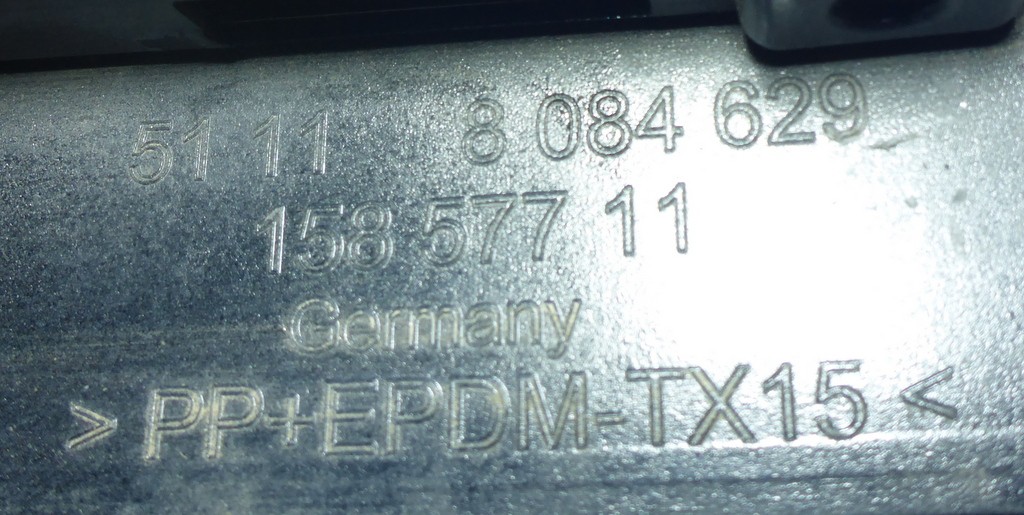 51 11 8 084 629
158 577 11
Germany
>PP+EPDM-TX15<